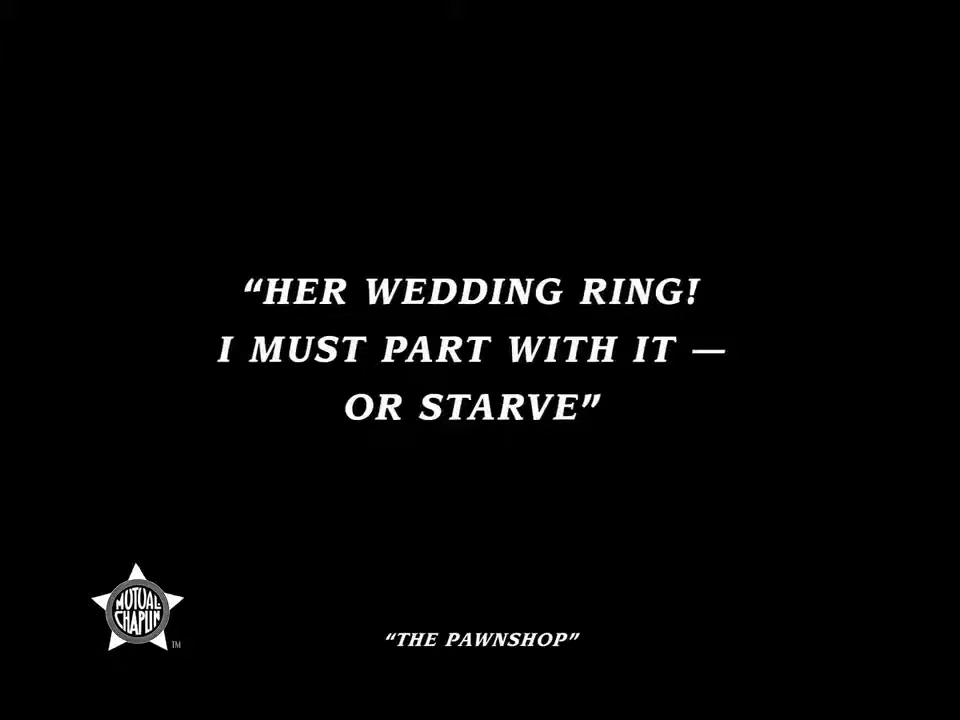 “HER WEDDING RING!
I MUST PART WITH IT —
OR STARVE”
MUTUAL-
CHAPLIN
TM
“THE PAWNSHOP”